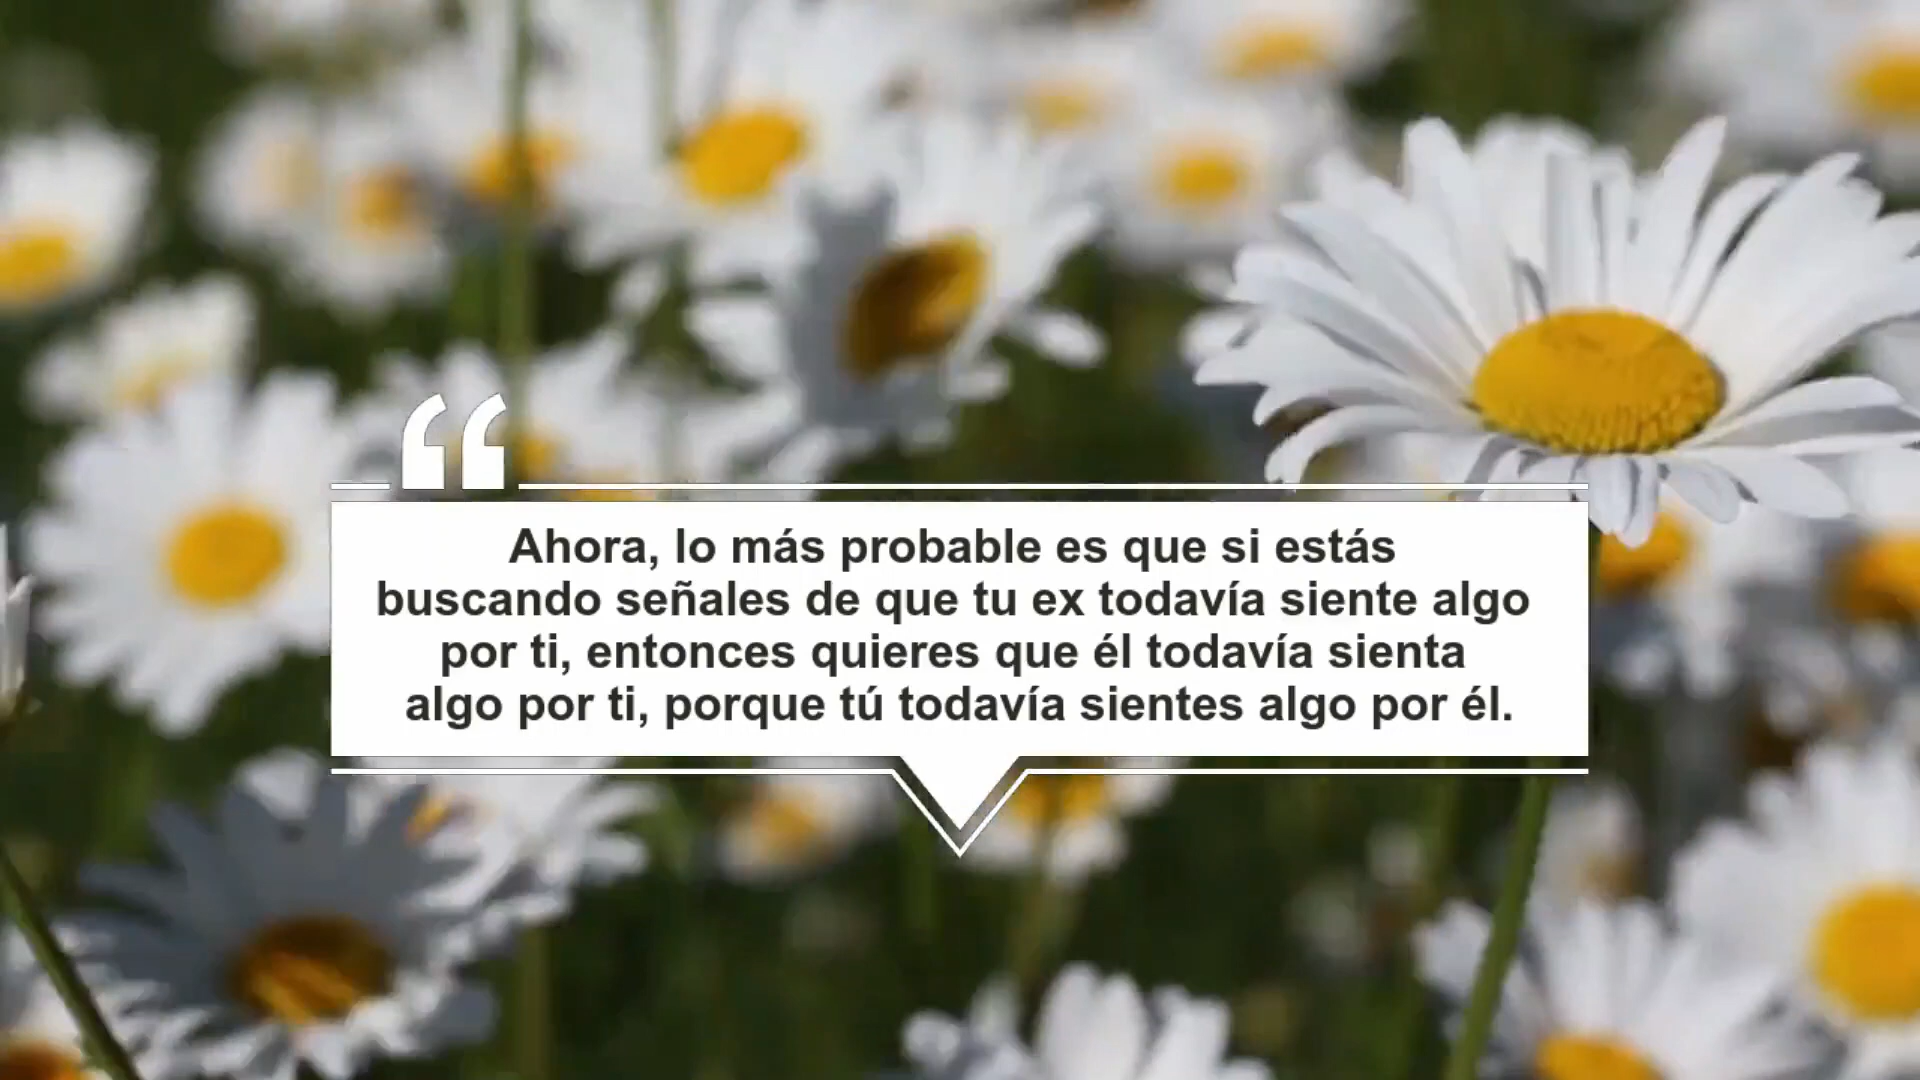 Ahora, lo más probable es que si estás
buscando señales de que tu ex todavía siente algo
por ti, entonces quieres que él todavía sienta
algo por ti, porque tú todavía sientes algo por él.